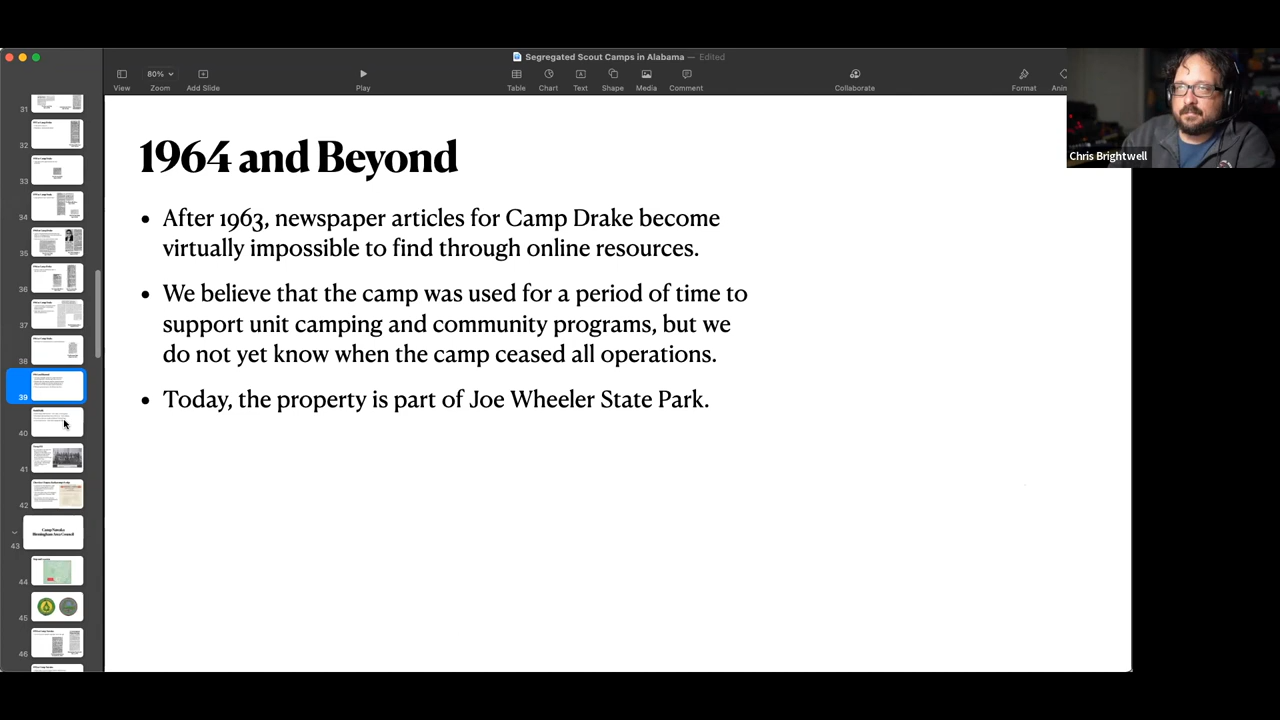 Segregated Scout Camps in Alabama — Edited
80%
View
Zoom
Add Slide
Play
Table
Chart
Text
Shape
Media
Comment
Collaborate
Format
Chris Brightwell
1964 and Beyond
• After 1963, newspaper articles for Camp Drake become
virtually impossible to find through online resources.
• We believe that the camp was used for a period of time to
support unit camping and community programs, but we
do not yet know when the camp ceased all operations.
• Today, the property is part of Joe Wheeler State Park.
31
32
33
34
35
36
37
38
39
40
41
42
43
Birmingham Area Council
44
45
46